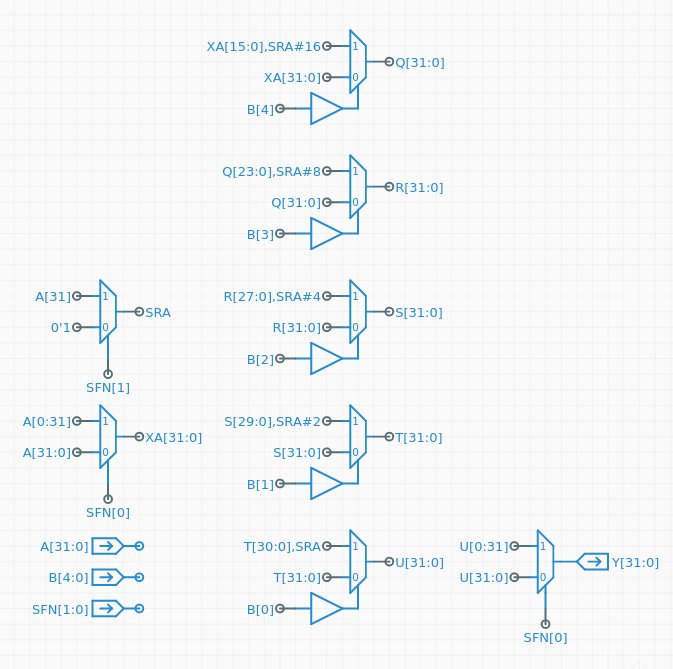 XA[15:0],SRA#16 1 Q[31:0]
XA[31:0] 0
B[4]
Q[23:0],SRA#8 1 R[31:0]
Q[31:0] 0
B[3]
A[31] 1 SRA
0'1 0
SFN[1]
R[27:0],SRA#4 1 S[31:0]
R[31:0] 0
B[2]
A[0:31] 1 XA[31:0]
A[31:0] 0
SFN[0]
S[29:0],SRA#2 1 T[31:0]
S[31:0] 0
B[1]
A[31:0]
B[4:0]
SFN[1:0]
T[30:0],SRA 1 U[31:0]
T[31:0] 0
B[0]
U[0:31] 1 Y[31:0]
U[31:0] 0
SFN[0]